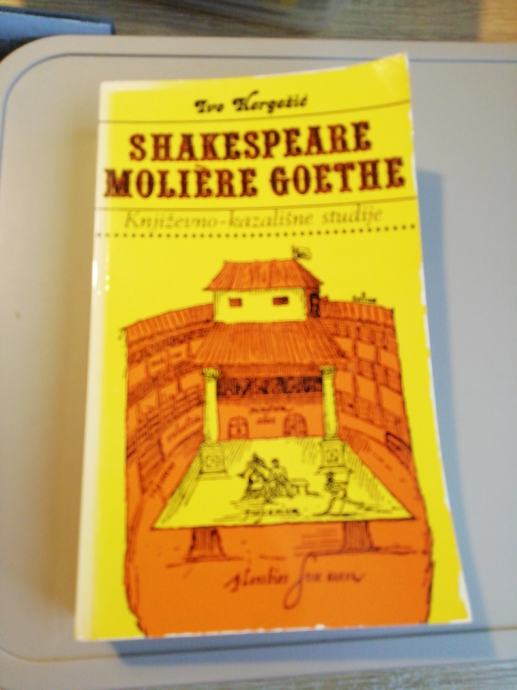 Ivo Hergešić
SHAKESPEARE
MOLIÈRE GOETHE
Književno-kazališne studije